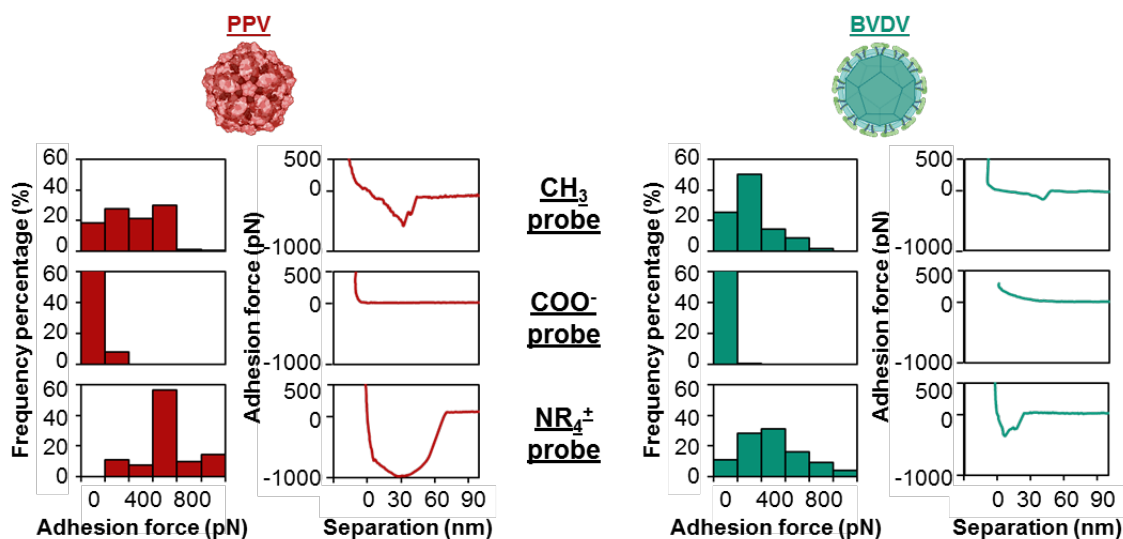 PPV
BVDV
Frequency percentage (%)
60
40
20
0
60
40
20
0
60
40
20
0
0 400 800
Adhesion force (pN)
Adhesion force (pN)
500
0
-1000
500
0
-1000
500
0
-1000
0 30 60 90
Separation (nm)
CH3
probe
COO-
probe
NR4±
probe
Frequency percentage (%)
60
40
20
0
60
40
20
0
60
40
20
0
0 400 800
Adhesion force (pN)
Adhesion force (pN)
500
0
-1000
500
0
-1000
500
0
-1000
0 30 60 90
Separation (nm)